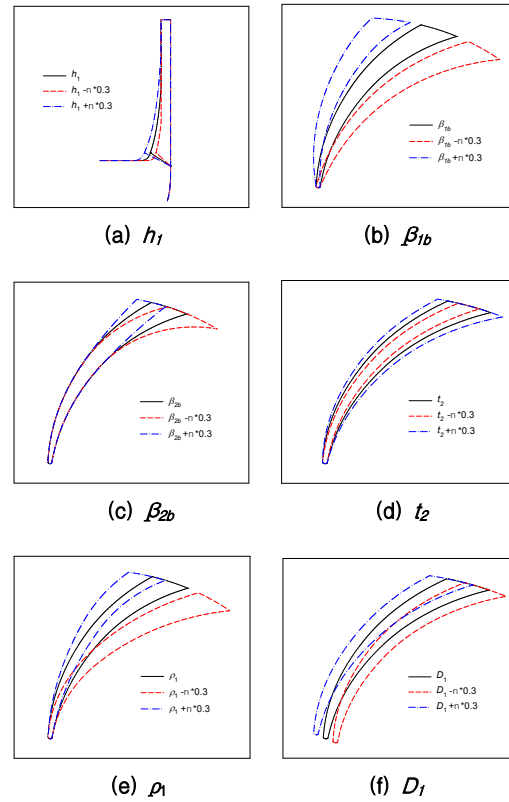 h₁
h₁ -n*0.3
h₁ +n*0.3
(a) h₁
β₁b
β₁b -n*0.3
β₁b +n*0.3
(b) β₁b
β₂b
β₂b -n*0.3
β₂b +n*0.3
(c) β₂b
t₂
t₂ -n*0.3
t₂ +n*0.3
(d) t₂
ρ₁
ρ₁ -n*0.3
ρ₁ +n*0.3
(e) ρ₁
D₁
D₁ -n*0.3
D₁ +n*0.3
(f) D₁